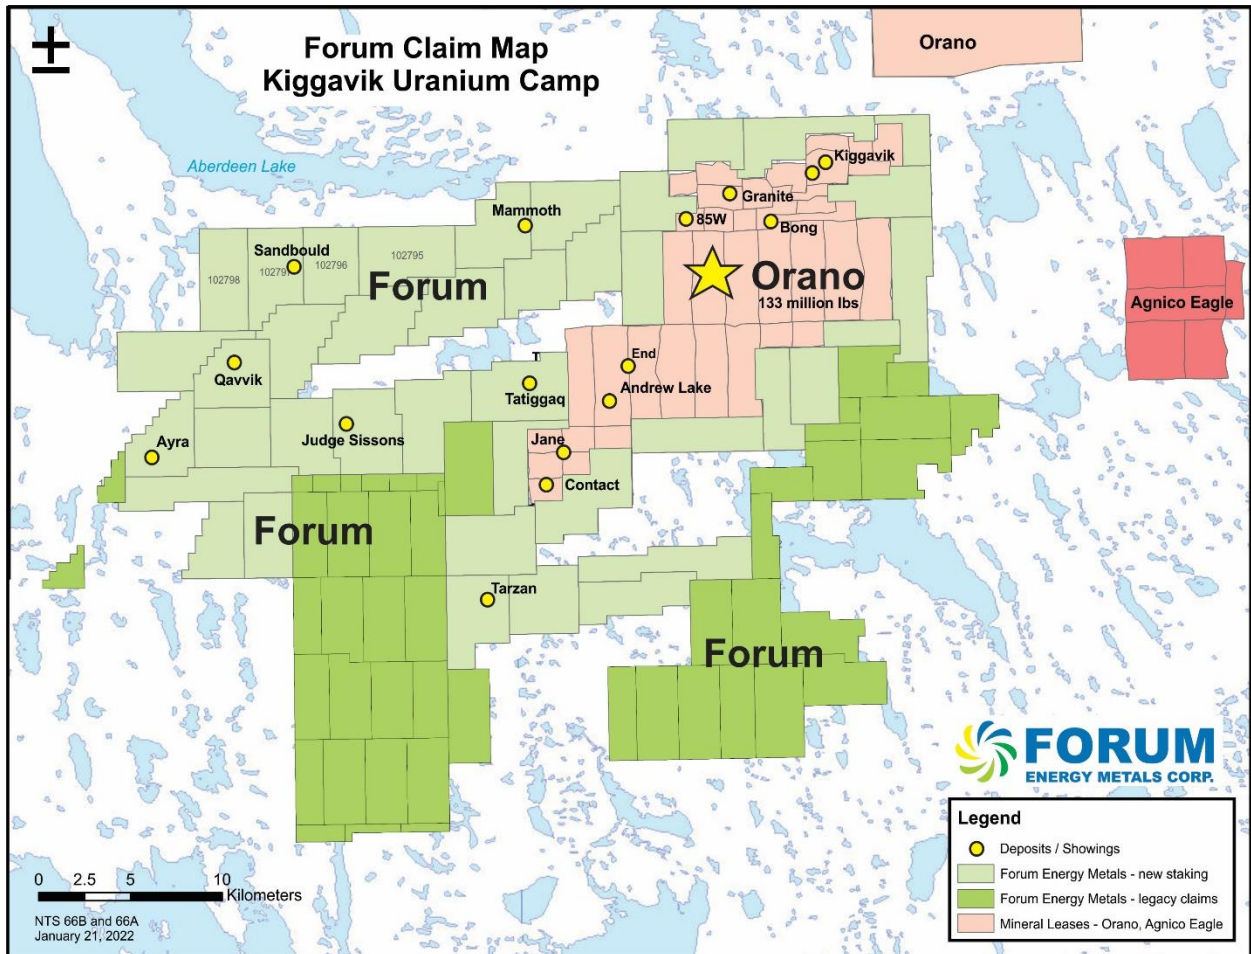 Forum Claim Map
Kiggavik Uranium Camp
Orano
Aberdeen Lake
Kiggavik
Granite
Mammoth
85W
Bong
Sandbould
102798
102796
102795
Forum
Orano
133 million lbs
Agnico Eagle
T
End
Qavvik
Tatiggaq
Andrew Lake
Ayra
Judge Sissons
Jane
Contact
Forum
Tarzan
Forum
FORUM
ENERGY METALS CORP.
Legend
Deposits / Showings
Forum Energy Metals - new staking
Forum Energy Metals - legacy claims
Mineral Leases - Orano, Agnico Eagle
0 2.5 5 10
Kilometers
NTS 66B and 66A
January 21, 2022